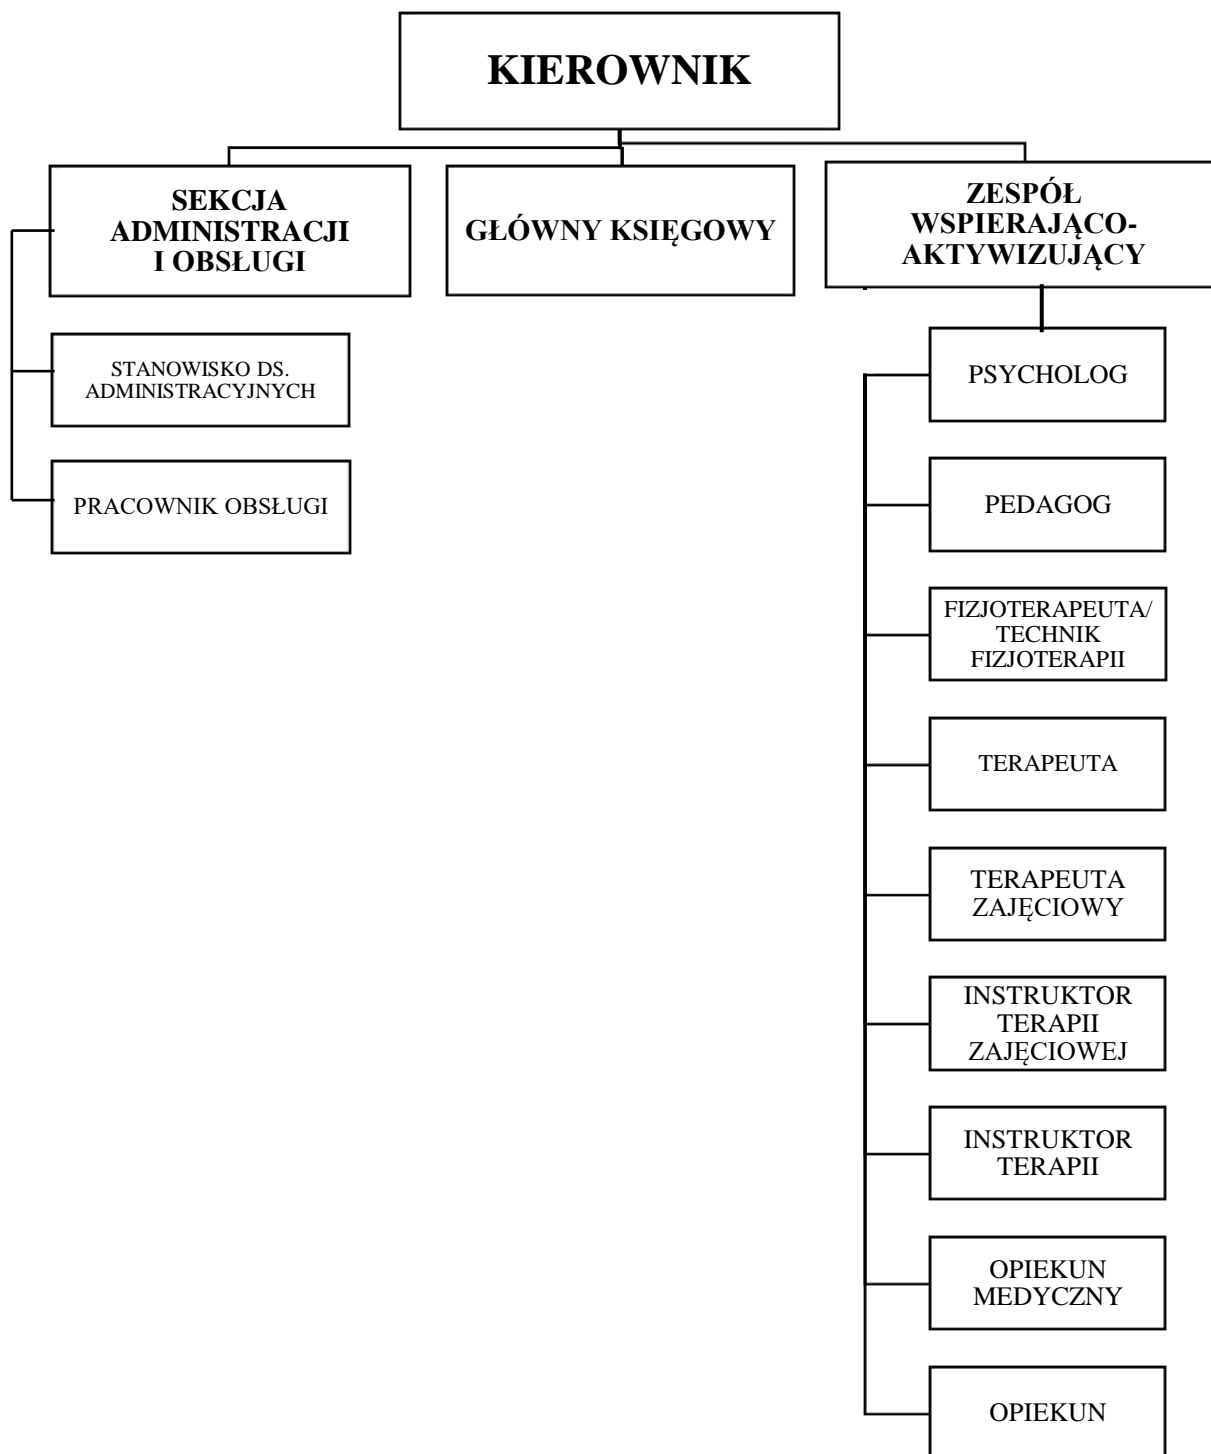 KIEROWNIK
SEKCJA
ADMINISTRACJI
I OBSŁUGI
GŁÓWNY KSIĘGOWY
ZESPÓŁ
WSPIERAJĄCO-
AKTYWIZUJĄCY
STANOWISKO DS.
ADMINISTRACYJNYCH
PRACOWNIK OBSŁUGI
PSYCHOLOG
PEDAGOG
FIZJOTERAPEUTA/
TECHNIK
FIZJOTERAPII
TERAPEUTA
TERAPEUTA
ZAJĘCIOWY
INSTRUKTOR
TERAPII
ZAJĘCIOWEJ
INSTRUKTOR
TERAPII
OPIEKUN
MEDYCZNY
OPIEKUN